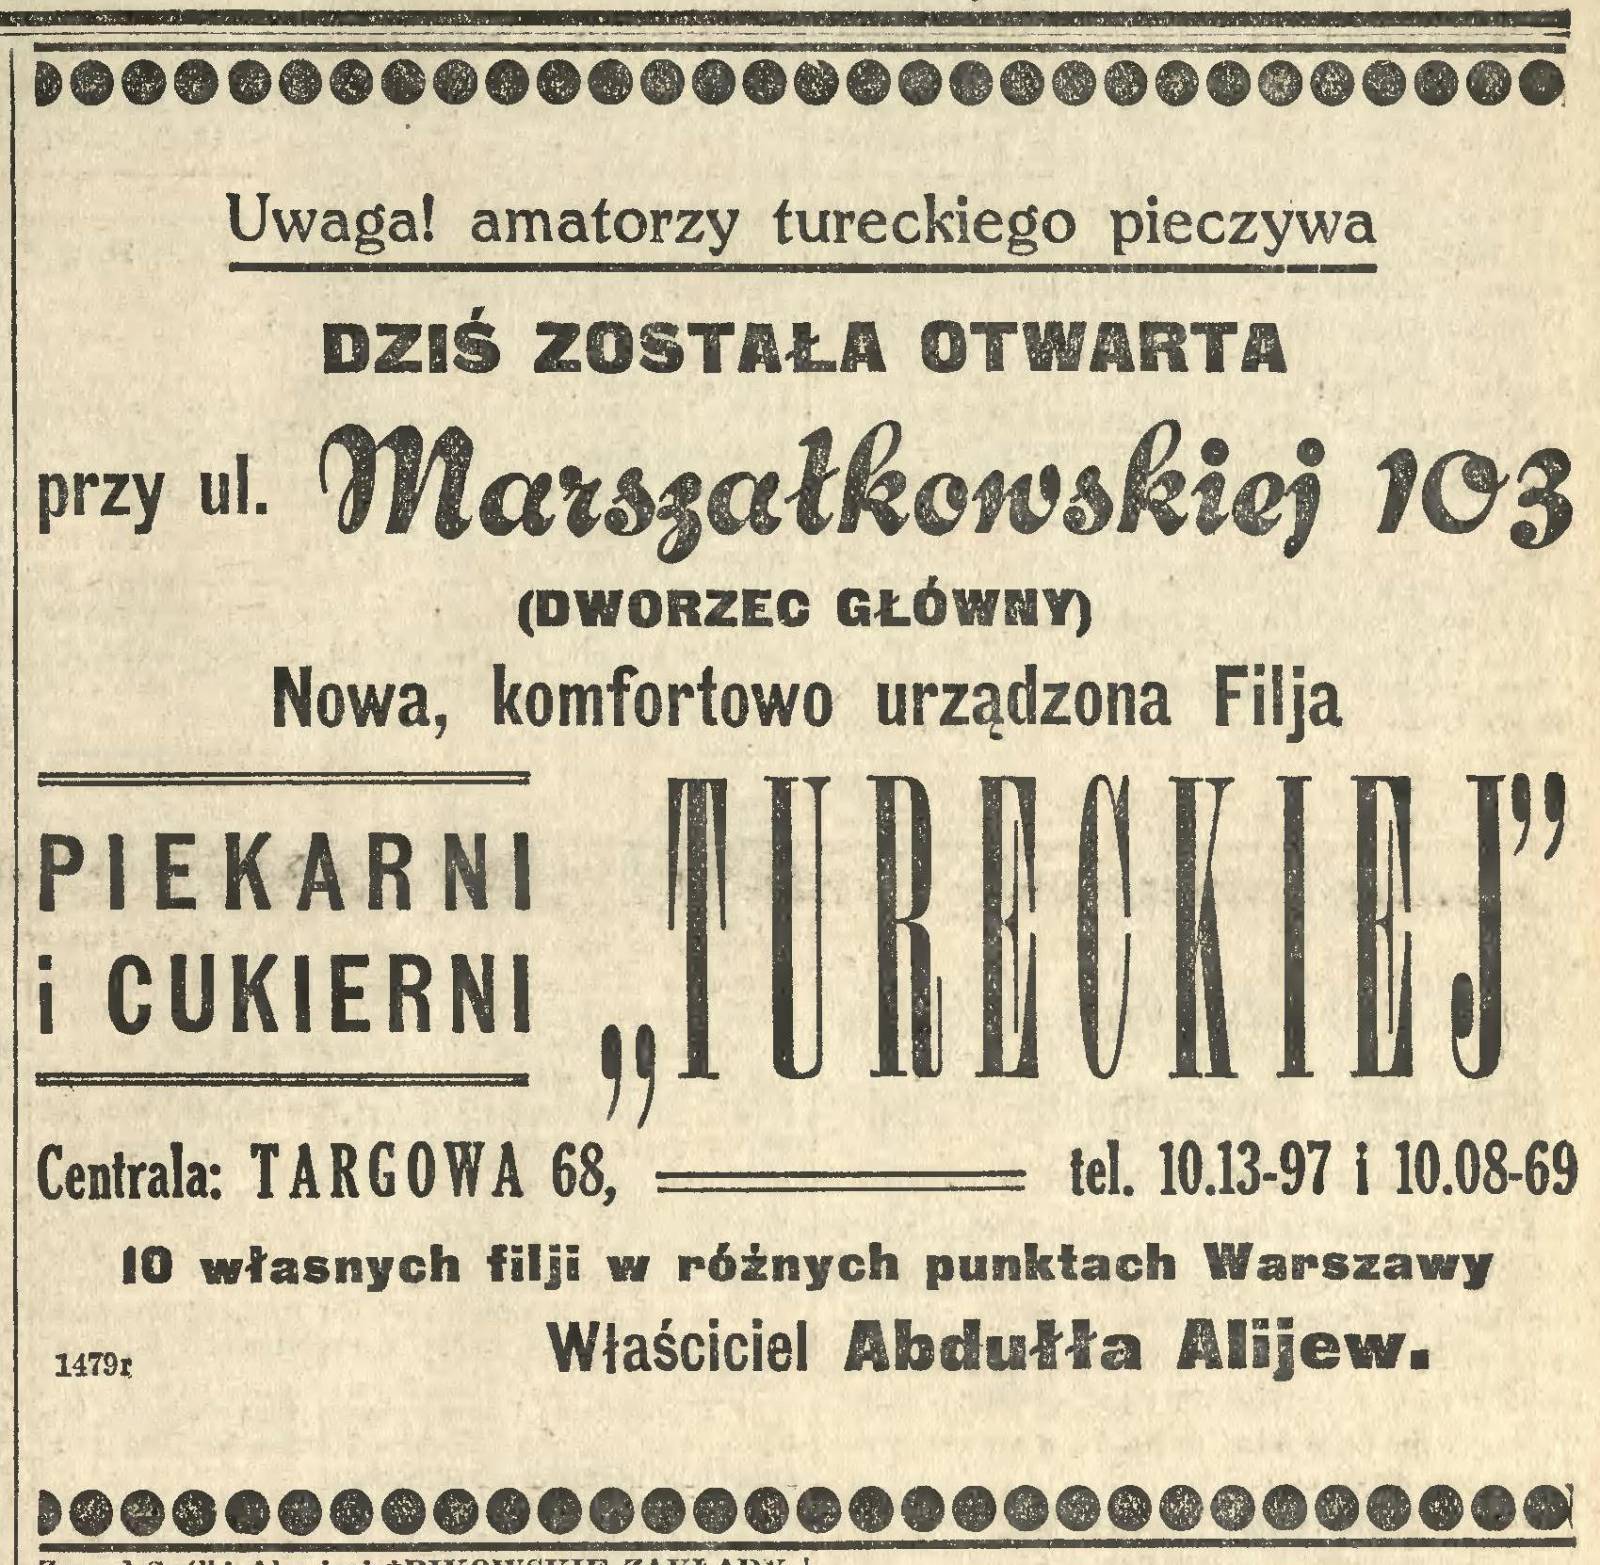 Uwaga! amatorzy tureckiego pieczywa
DZIŚ ZOSTAŁA OTWARTA
przy ul. Marszałkowskiej 103
(DWORZEC GŁÓWNY)
Nowa, komfortowo urządzona Filja
PIEKARNI
i CUKIERNI
„TURECKIEJ”
Centrala: TARGOWA 68, tel. 10.13-97 i 10.08-69
10 własnych filji w różnych punktach Warszawy
Właściciel Abdułła Alijew.
1479r